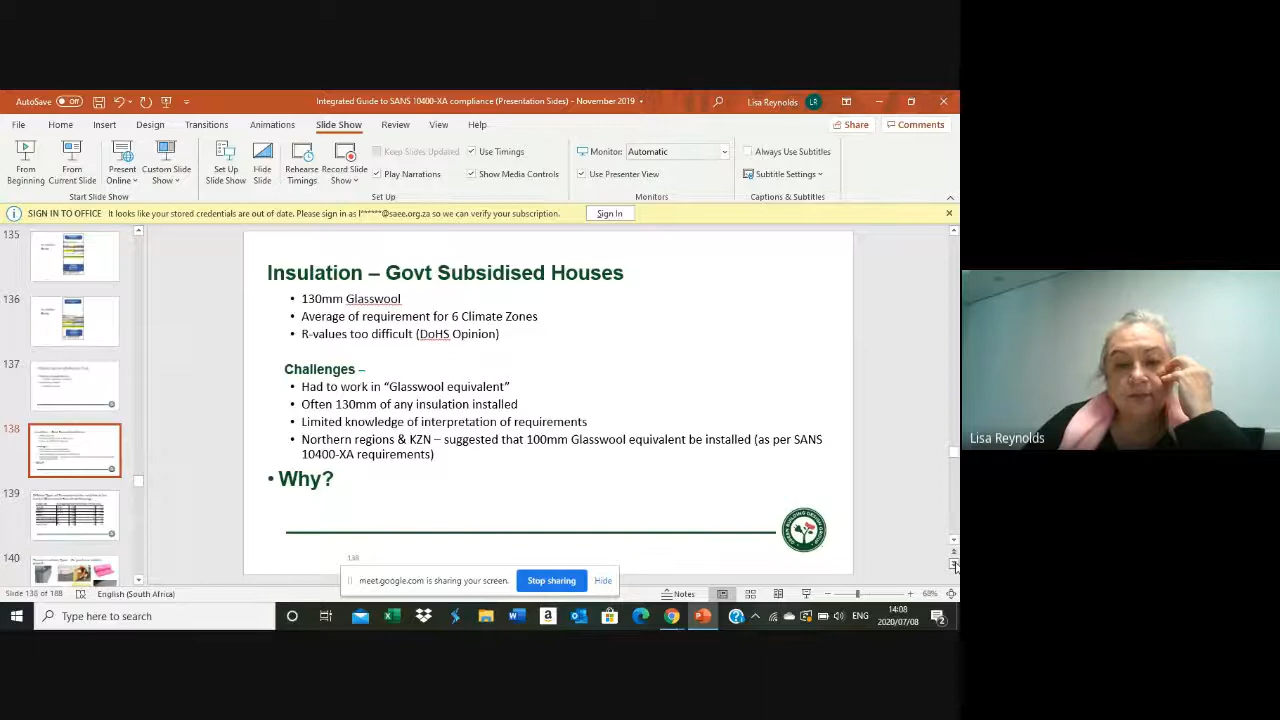 AutoSave Off
Integrated Guide to SANS 10400-XA compliance (Presentation Sides) – November 2019
Lisa Reynolds LR
File Home Insert Design Transitions Animations Slide Show Review View Help
Share Comments
From Beginning
From Current Slide
Present Online
Custom Slide Show
Set Up Slide Show
Hide Slide
Rehearse Timings
Record Slide Show
Keep Slides Updated
Play Narrations
Use Timings
Show Media Controls
Monitor: Automatic
Use Presenter View
Always Use Subtitles
Subtitle Settings
Start Slide Show
Set Up
Monitors
Captions & Subtitles
SIGN IN TO OFFICE It looks like your stored credentials are out of date. Please sign in as l******@saee.org.za so we can verify your subscription.
Sign In
135
136
137
138
139
140
Insulation – Govt Subsidised Houses
• 130mm Glasswool
• Average of requirement for 6 Climate Zones
• R-values too difficult (DoHS Opinion)
Challenges –
• Had to work in “Glasswool equivalent”
• Often 130mm of any insulation installed
• Limited knowledge of interpretation of requirements
• Northern regions & KZN – suggested that 100mm Glasswool equivalent be installed (as per SANS
10400-XA requirements)
• Why?
138
meet.google.com is sharing your screen.
Stop sharing
Hide
Slide 138 of 188
English (South Africa)
Notes
68%
Type here to search
ENG
14:08
2020/07/08
2
Lisa Reynolds